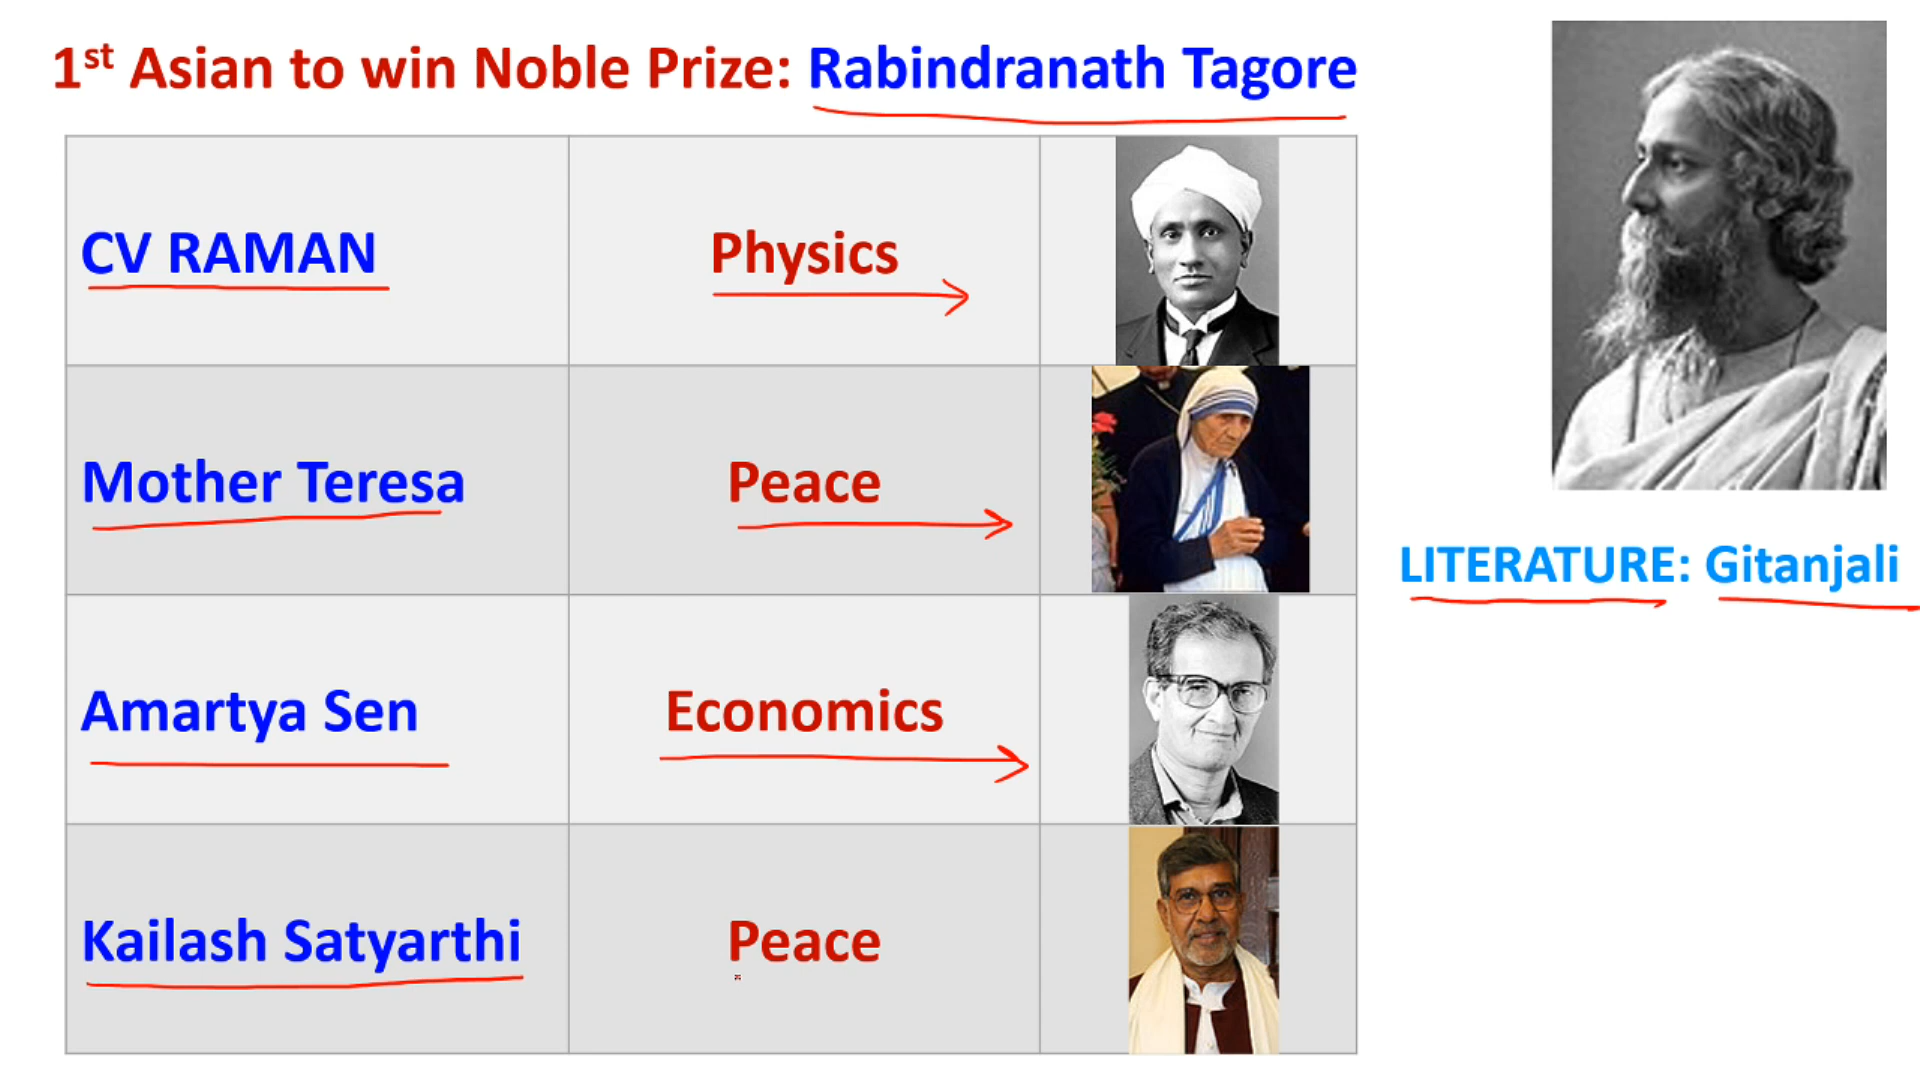 1st Asian to win Noble Prize: Rabindranath Tagore
CV RAMAN Physics
Mother Teresa Peace
Amartya Sen Economics
Kailash Satyarthi Peace
LITERATURE: Gitanjali